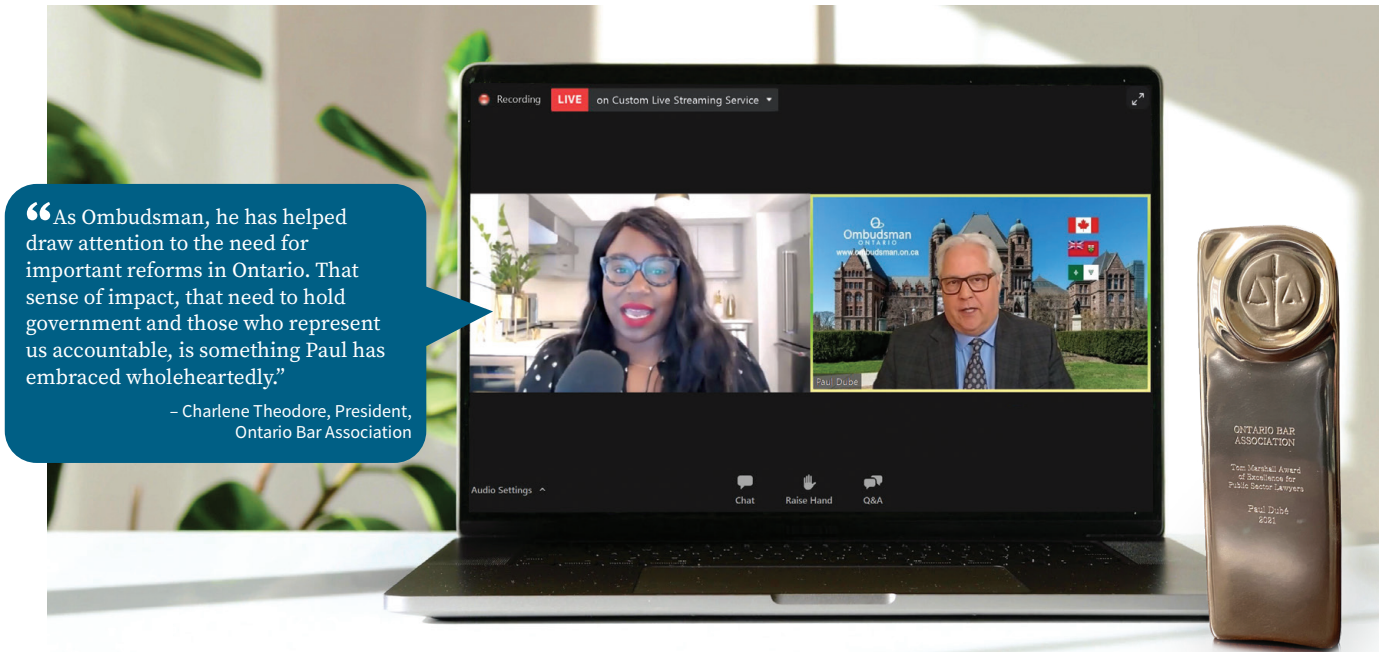 “As Ombudsman, he has helped
draw attention to the need for
important reforms in Ontario. That
sense of impact, that need to hold
government and those who represent
us accountable, is something Paul has
embraced wholeheartedly.”
– Charlene Theodore, President,
Ontario Bar Association
Recording LIVE on Custom Live Streaming Service
Ombudsman
ONTARIO
www.ombudsman.on.ca
Paul Dubé
Audio Settings
Chat Raise Hand Q&A
ONTARIO BAR
ASSOCIATION
Tom Marshall Award
of Excellence for
Public Sector Lawyers
Paul Dubé
2021